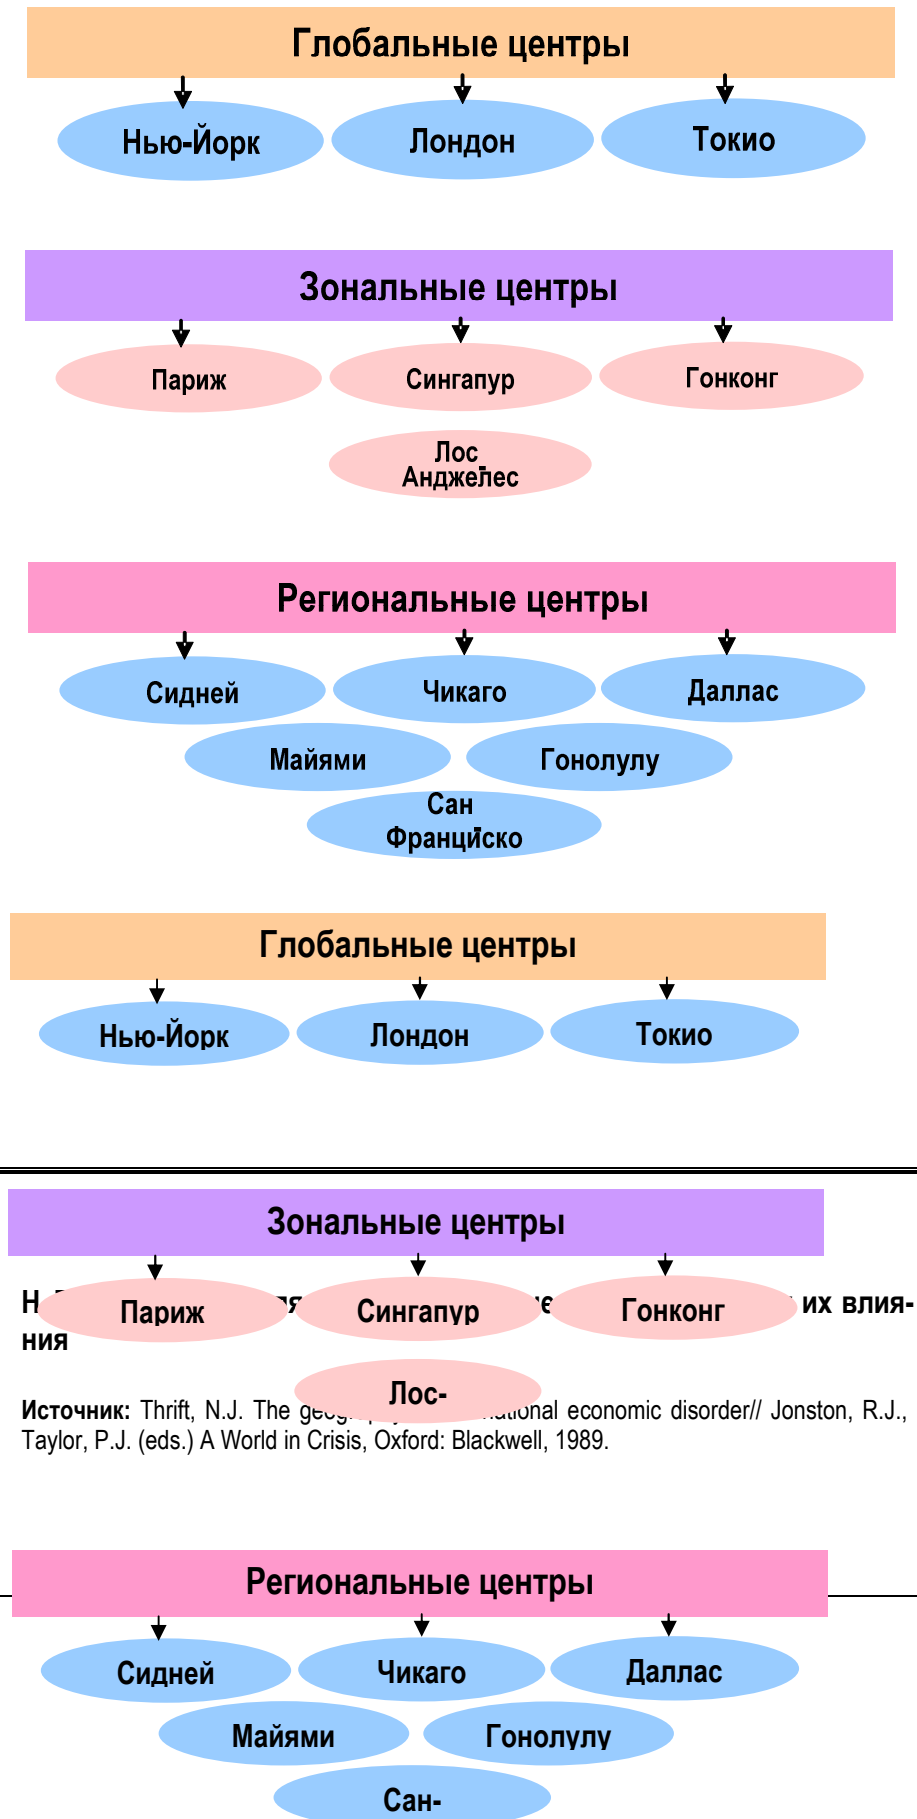 Глобальные центры
Нью-Йорк Лондон Токио
Зональные центры
Париж Сингапур Гонконг
Лос
Анджелес
Региональные центры
Сидней Чикаго Даллас
Майями Гонолулу
Сан
Франциско
Глобальные центры
Нью-Йорк Лондон Токио
Зональные центры
Париж Сингапур Гонконг
их влия-
ния
Лос-
Источник: Thrift, N.J. The economic disorder// Jonston, R.J.,
Taylor, P.J. (eds.) A World in Crisis, Oxford: Blackwell, 1989.
Региональные центры
Сидней Чикаго Даллас
Майями Гонолулу
Сан-